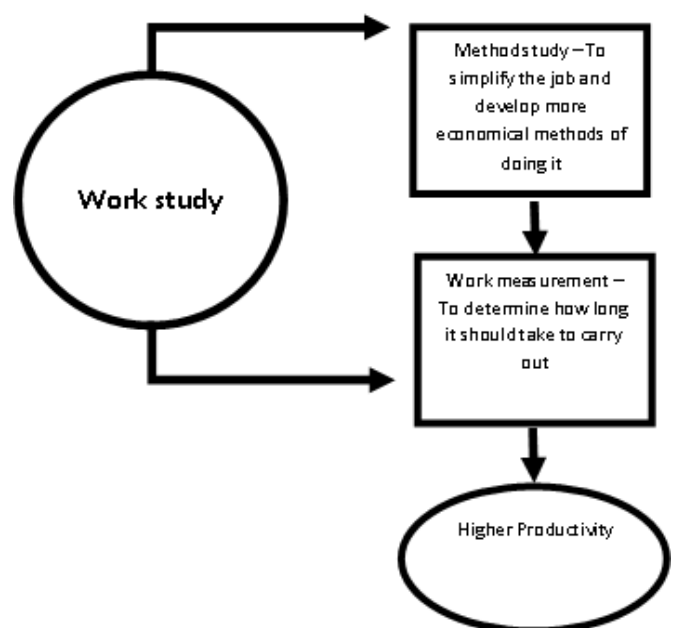 Work study
Method study – To
simplify the job and
develop more
economical methods of
doing it
Work measurement –
To determine how long
it should take to carry
out
Higher Productivity